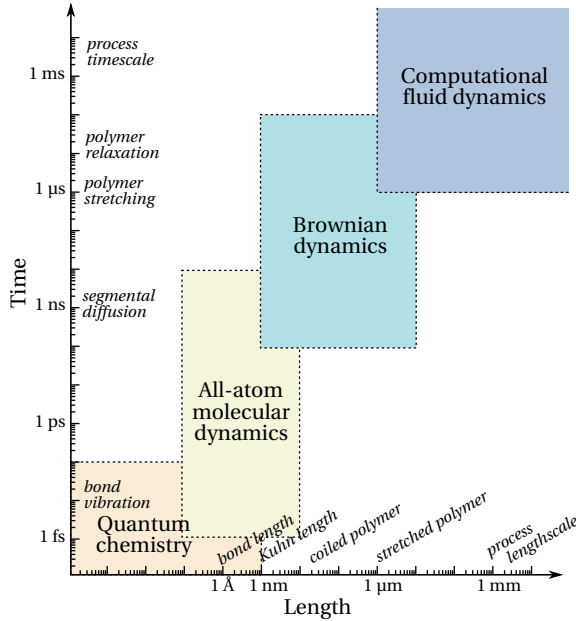 process
timescale
1 ms
Computational
fluid dynamics
polymer
relaxation
polymer
stretching
1 µs
Brownian
dynamics
Time
segmental
diffusion
1 ns
All-atom
molecular
dynamics
1 ps
bond
vibration
Quantum
chemistry
1 fs
bond length
Kuhn length
coiled polymer
stretched polymer
process
lengthscale
1 Å
1 nm
1 µm
1 mm
Length